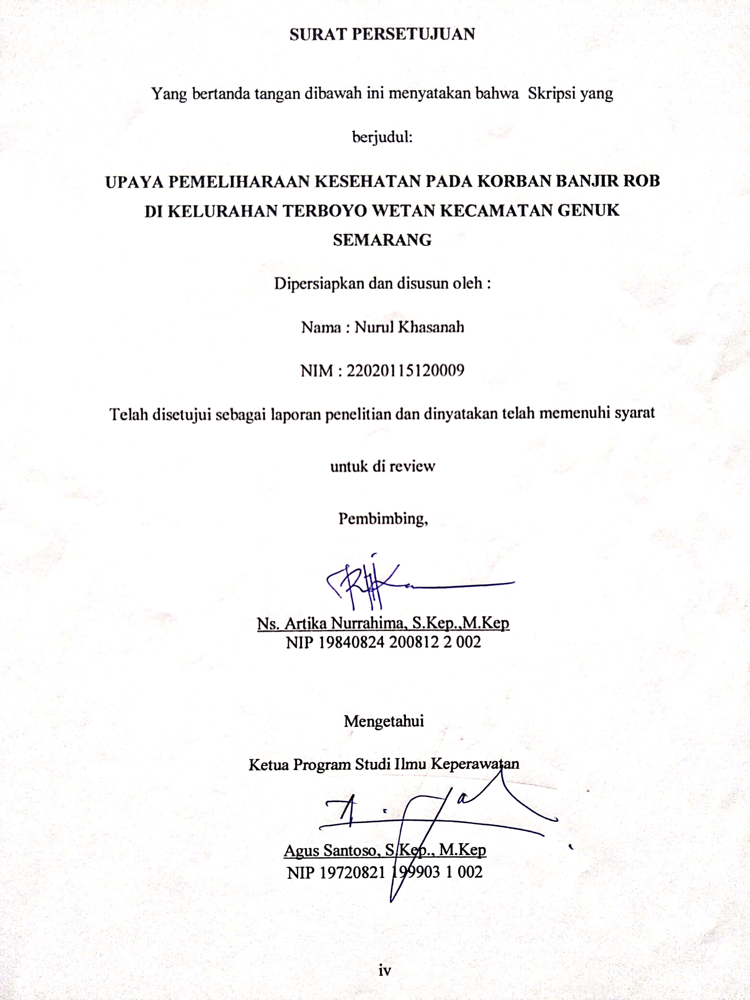 SURAT PERSETUJUAN
Yang bertanda tangan dibawah ini menyatakan bahwa  Skripsi yang
berjudul:
UPAYA PEMELIHARAAN KESEHATAN PADA KORBAN BANJIR ROB
DI KELURAHAN TERBOYO WETAN KECAMATAN GENUK
SEMARANG
Dipersiapkan dan disusun oleh :
Nama : Nurul Khasanah
NIM : 22020115120009
Telah disetujui sebagai laporan penelitian dan dinyatakan telah memenuhi syarat
untuk di review
Pembimbing,
Ns. Artika Nurrahima, S.Kep.,M.Kep
NIP 19840824 200812 2 002
Mengetahui
Ketua Program Studi Ilmu Keperawatan
Agus Santoso, S.Kep., M.Kep
NIP 19720821 199903 1 002
iv